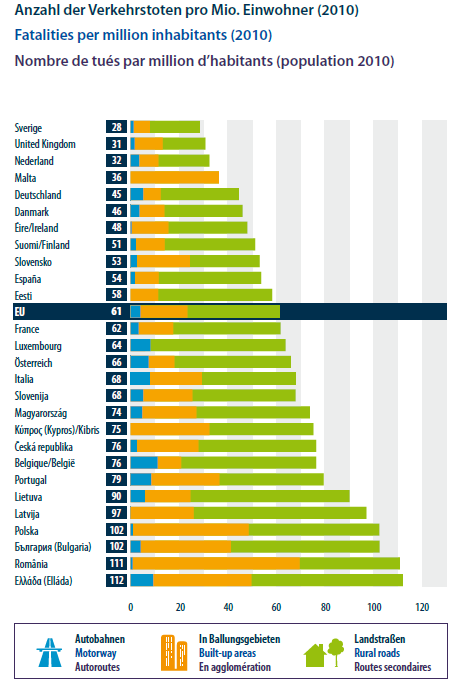 Anzahl der Verkehrstoten pro Mio. Einwohner (2010)
Fatalities per million inhabitants (2010)
Nombre de tués par million d'habitants (population 2010)
Sverige 28
United Kingdom 31
Nederland 32
Malta 36
Deutschland 45
Danmark 46
Éire/Ireland 48
Suomi/Finland 51
Slovensko 53
España 54
Eesti 58
EU 61
France 62
Luxembourg 64
Österreich 66
Italia 68
Slovenija 68
Magyarország 74
Κύπρος (Kypros)/Kibris 75
Česká republika 76
Belgique/België 76
Portugal 79
Lietuva 90
Latvija 97
Polska 102
България (Bulgaria) 102
România 111
Ελλάδα (Elláda) 112
0 20 40 60 80 100 120
Autobahnen
Motorway
Autoroutes
In Ballungsgebieten
Built-up areas
En agglomération
Landstraßen
Rural roads
Routes secondaires